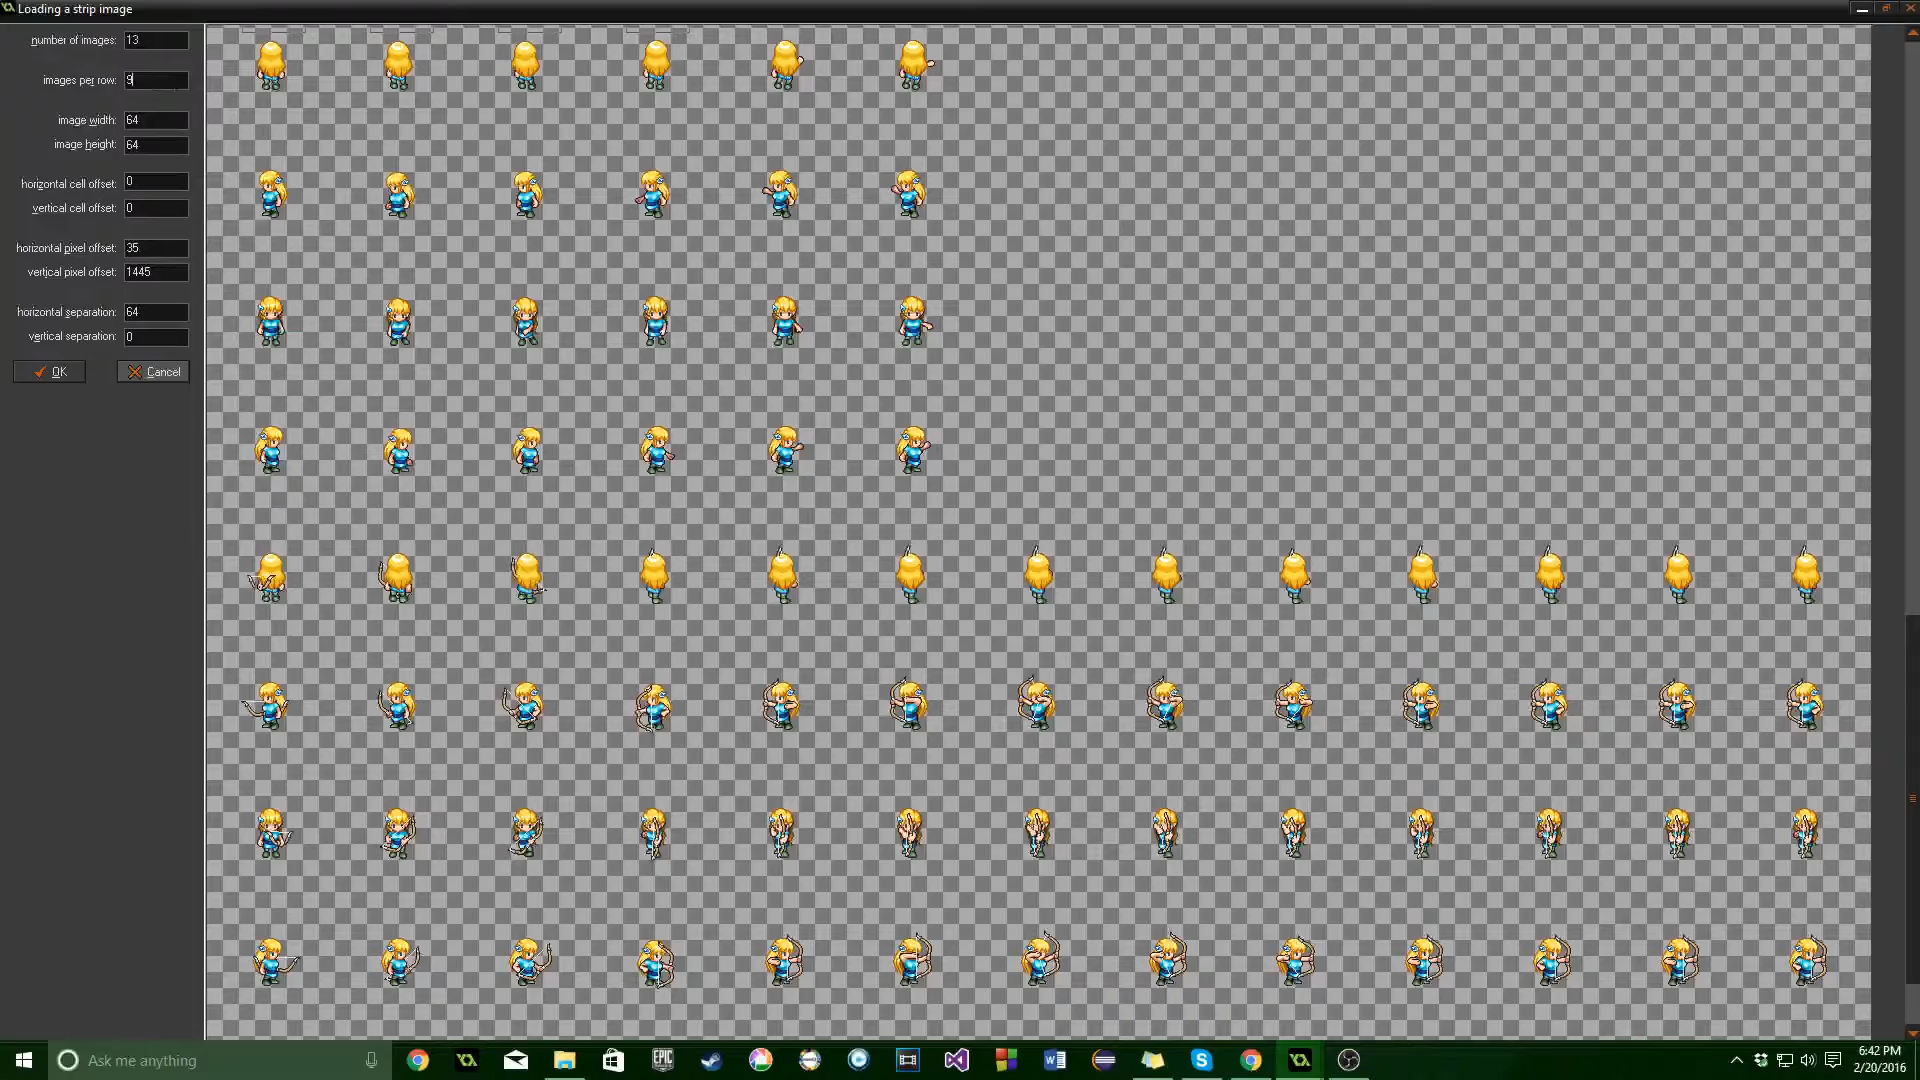 Loading a strip image
number of images: 13
images per row: 9
image width: 64
image height: 64
horizontal cell offset: 0
vertical cell offset: 0
horizontal pixel offset: 35
vertical pixel offset: 1445
horizontal separation: 64
vertical separation: 0
OK
Cancel
Ask me anything
EPIC
6:42 PM
2/20/2016